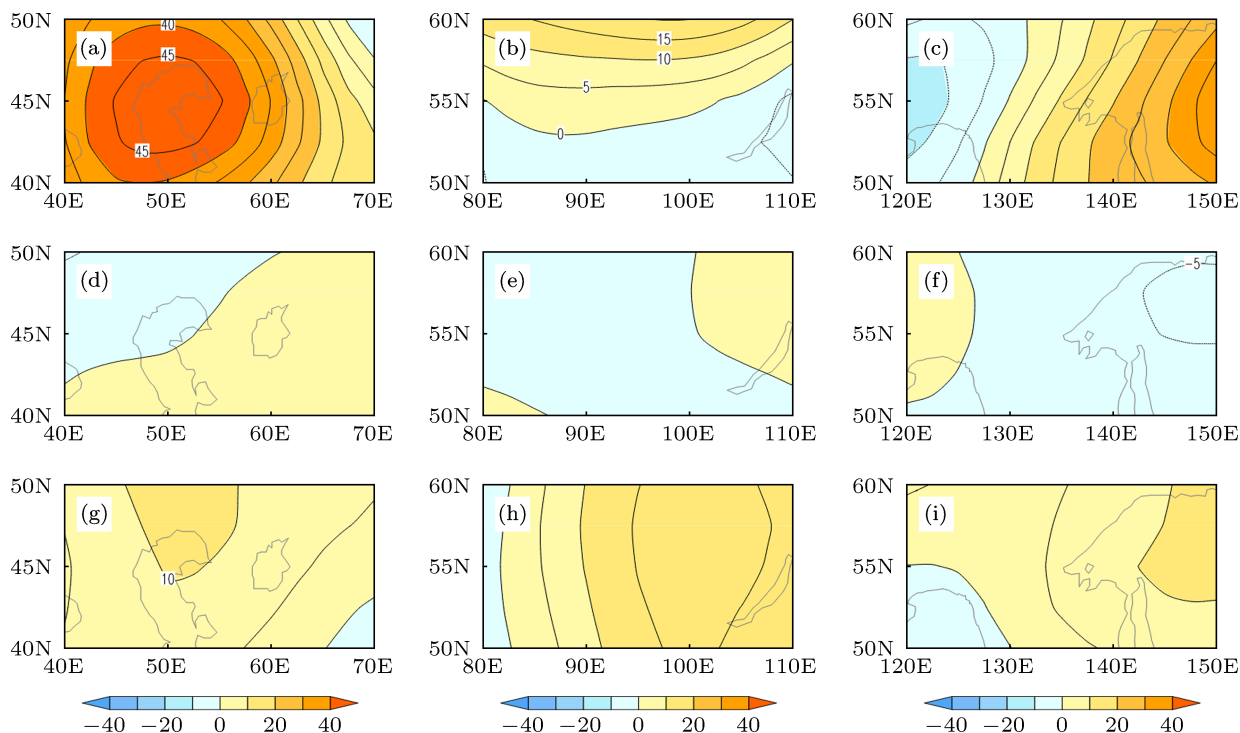 50N 45N 40N 40E 50E 60E 70E (a) 40 45 45
60N 55N 50N 80E 90E 100E 110E (b) 15 10 5 0
60N 55N 50N 120E 130E 140E 150E (c)
50N 45N 40N 40E 50E 60E 70E (d)
60N 55N 50N 80E 90E 100E 110E (e)
60N 55N 50N 120E 130E 140E 150E (f) −5
50N 45N 40N 40E 50E 60E 70E (g) 10
60N 55N 50N 80E 90E 100E 110E (h)
60N 55N 50N 120E 130E 140E 150E (i)
−40 −20 0 20 40
−40 −20 0 20 40
−40 −20 0 20 40